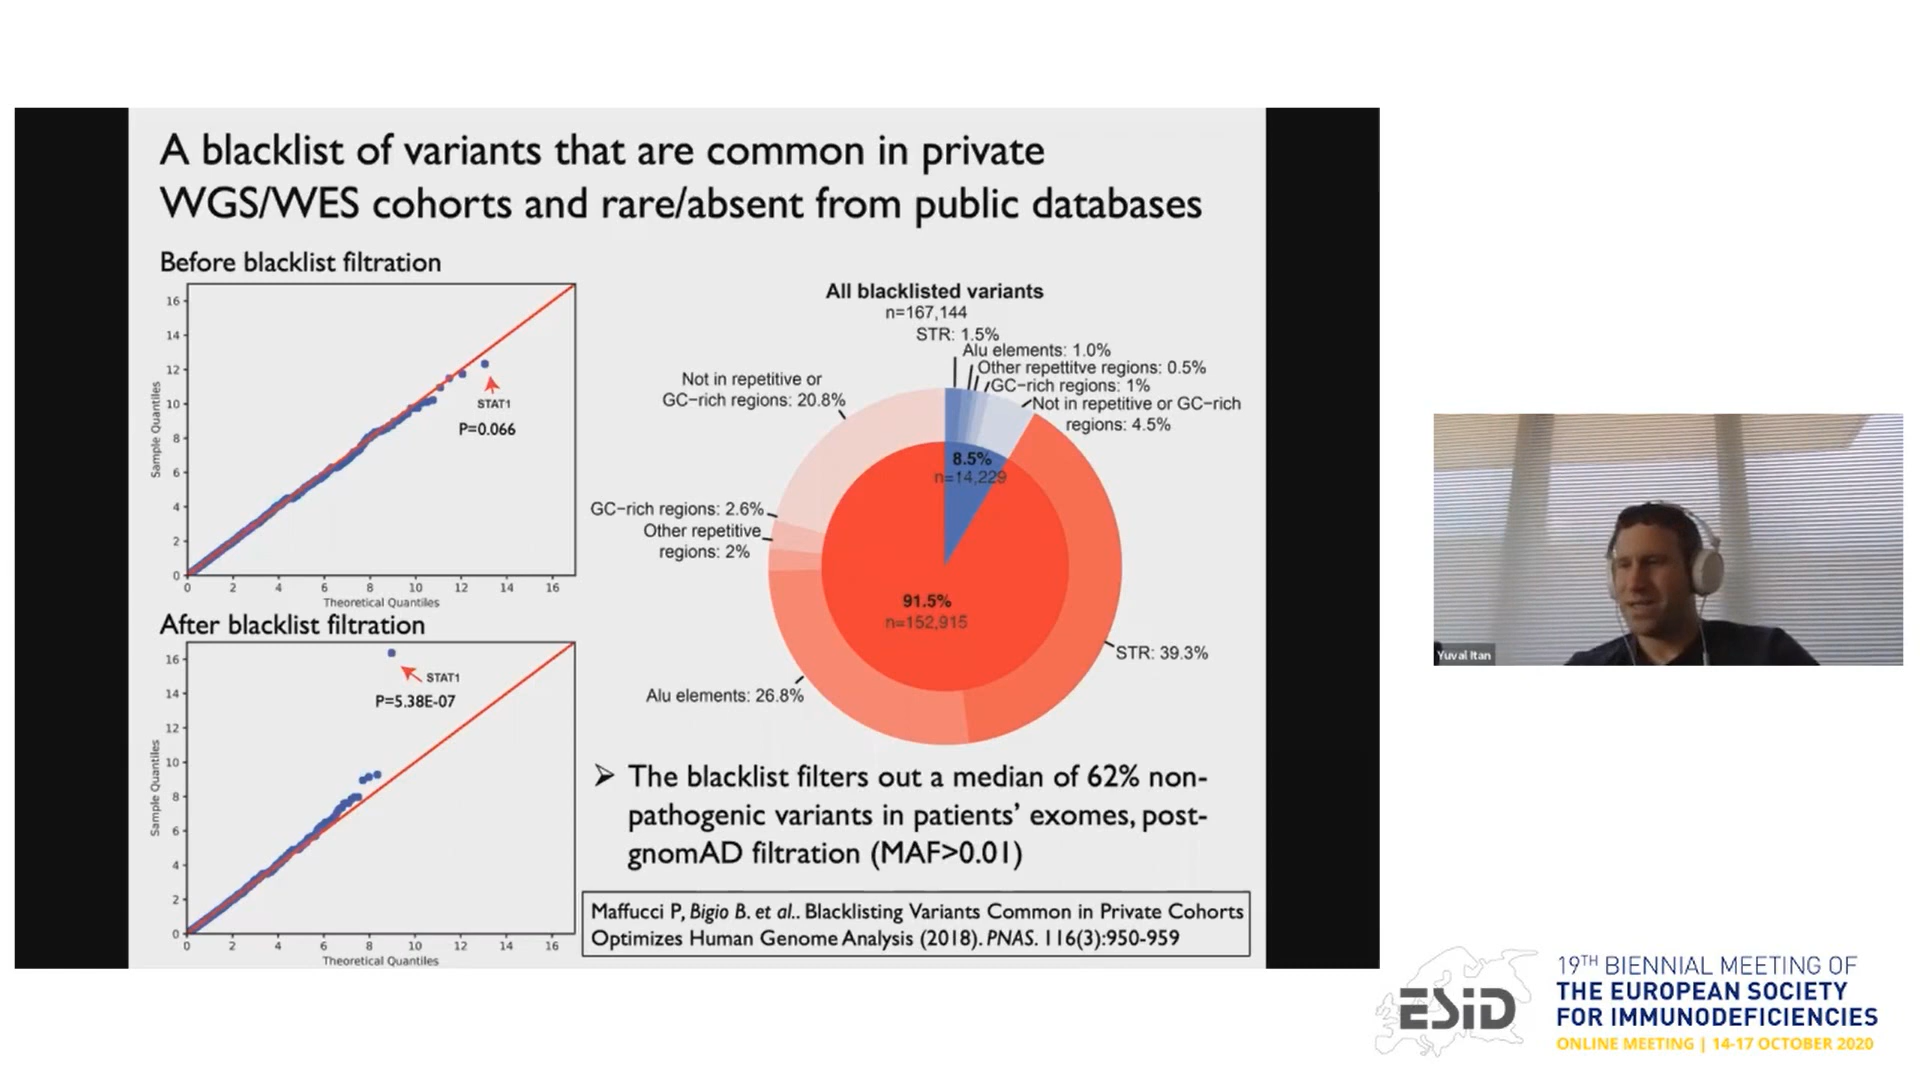 A blacklist of variants that are common in private
WGS/WES cohorts and rare/absent from public databases
Before blacklist filtration
16
14
12
10
8
6
4
2
0
Sample Quantiles
STAT1
P=0.066
0 2 4 6 8 10 12 14 16
Theoretical Quantiles
After blacklist filtration
16
14
12
10
8
6
4
2
0
Sample Quantiles
STAT1
P=5.38E-07
0 2 4 6 8 10 12 14 16
Theoretical Quantiles
All blacklisted variants
n=167,144
STR: 1.5%
Alu elements: 1.0%
Other repettitve regions: 0.5%
GC−rich regions: 1%
Not in repetitive or GC−rich
regions: 4.5%
Not in repetitive or
GC−rich regions: 20.8%
8.5%
n=14,229
GC−rich regions: 2.6%
Other repetitive
regions: 2%
91.5%
n=152,915
STR: 39.3%
Alu elements: 26.8%
➢ The blacklist filters out a median of 62% non-
pathogenic variants in patients’ exomes, post-
gnomAD filtration (MAF>0.01)
Maffucci P, Bigio B. et al.. Blacklisting Variants Common in Private Cohorts
Optimizes Human Genome Analysis (2018). PNAS. 116(3):950-959
Yuval Itan
ESiD
19TH BIENNIAL MEETING OF
THE EUROPEAN SOCIETY
FOR IMMUNODEFICIENCIES
ONLINE MEETING | 14-17 OCTOBER 2020